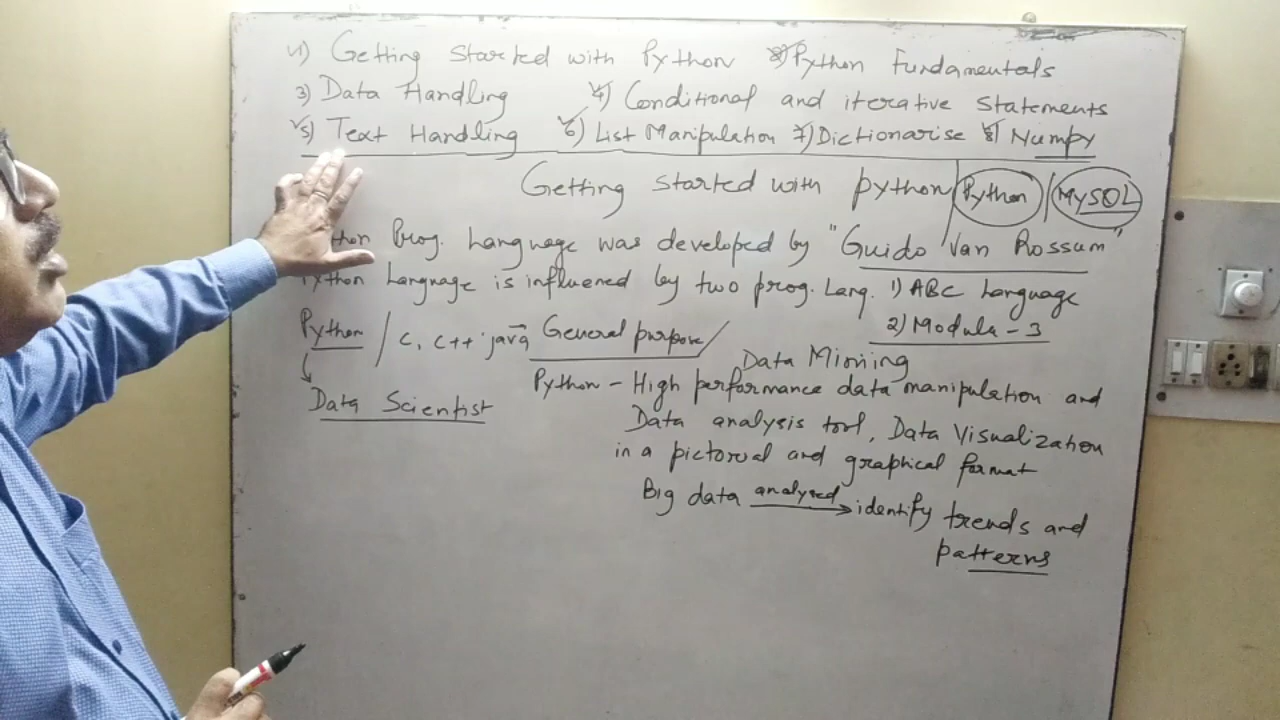 1) Getting Started with Python 2) Python Fundamentals
3) Data Handling 4) Conditional and iterative statements
5) Text Handling 6) List Manipulation 7) Dictionarise 8) Numpy
Getting started with python Python / MySQL
thon Prog. Language was developed by "Guido Van Rossum"
Python Language is influened by two prog. Lang. 1) ABC Language
2) Modula - 3
Python / C, C++ java General purpose /
Data Mining
Data Scientist
Python - High performance data manipulation and
Data analysis tool, Data Visualization
in a pictorial and graphical format
Big data analysed → identify trends and
patterns